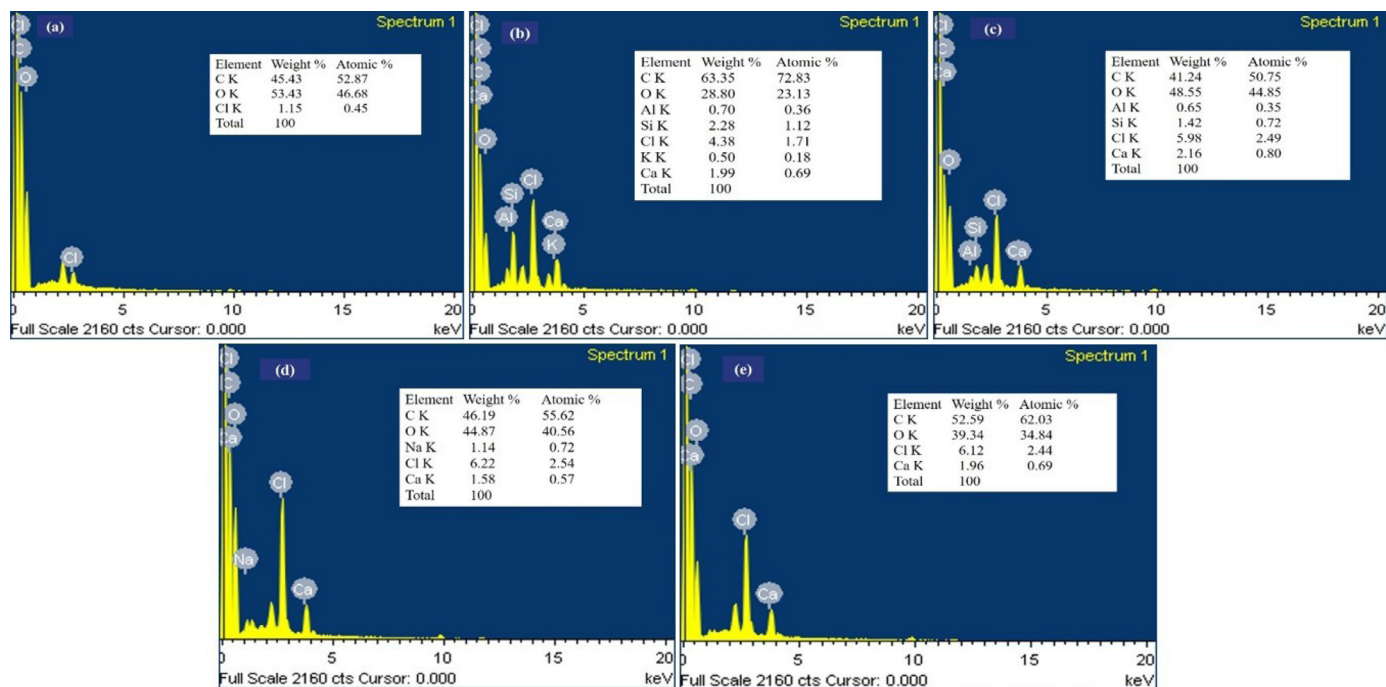 (a)
Spectrum 1
Cl
C
O
Element Weight % Atomic %
C K 45.43 52.87
O K 53.43 46.68
Cl K 1.15 0.45
Total 100
Cl
0 5 10 15 20
Full Scale 2160 cts Cursor: 0.000 keV
(b)
Spectrum 1
Cl
K
C
Ca
O
Element Weight % Atomic %
C K 63.35 72.83
O K 28.80 23.13
Al K 0.70 0.36
Si K 2.28 1.12
Cl K 4.38 1.71
K K 0.50 0.18
Ca K 1.99 0.69
Total 100
Si
Al
Cl
Ca
K
0 5 10 15 20
Full Scale 2160 cts Cursor: 0.000 keV
(c)
Spectrum 1
Cl
C
Ca
O
Element Weight % Atomic %
C K 41.24 50.75
O K 48.55 44.85
Al K 0.65 0.35
Si K 1.42 0.72
Cl K 5.98 2.49
Ca K 2.16 0.80
Total 100
Si
Al
Cl
Ca
0 5 10 15 20
Full Scale 2160 cts Cursor: 0.000 keV
(d)
Spectrum 1
Cl
C
O
Ca
Element Weight % Atomic %
C K 46.19 55.62
O K 44.87 40.56
Na K 1.14 0.72
Cl K 6.22 2.54
Ca K 1.58 0.57
Total 100
Cl
Na
Ca
0 5 10 15 20
Full Scale 2160 cts Cursor: 0.000 keV
(e)
Spectrum 1
Cl
C
O
Ca
Element Weight % Atomic %
C K 52.59 62.03
O K 39.34 34.84
Cl K 6.12 2.44
Ca K 1.96 0.69
Total 100
Cl
Ca
0 5 10 15 20
Full Scale 2160 cts Cursor: 0.000 keV